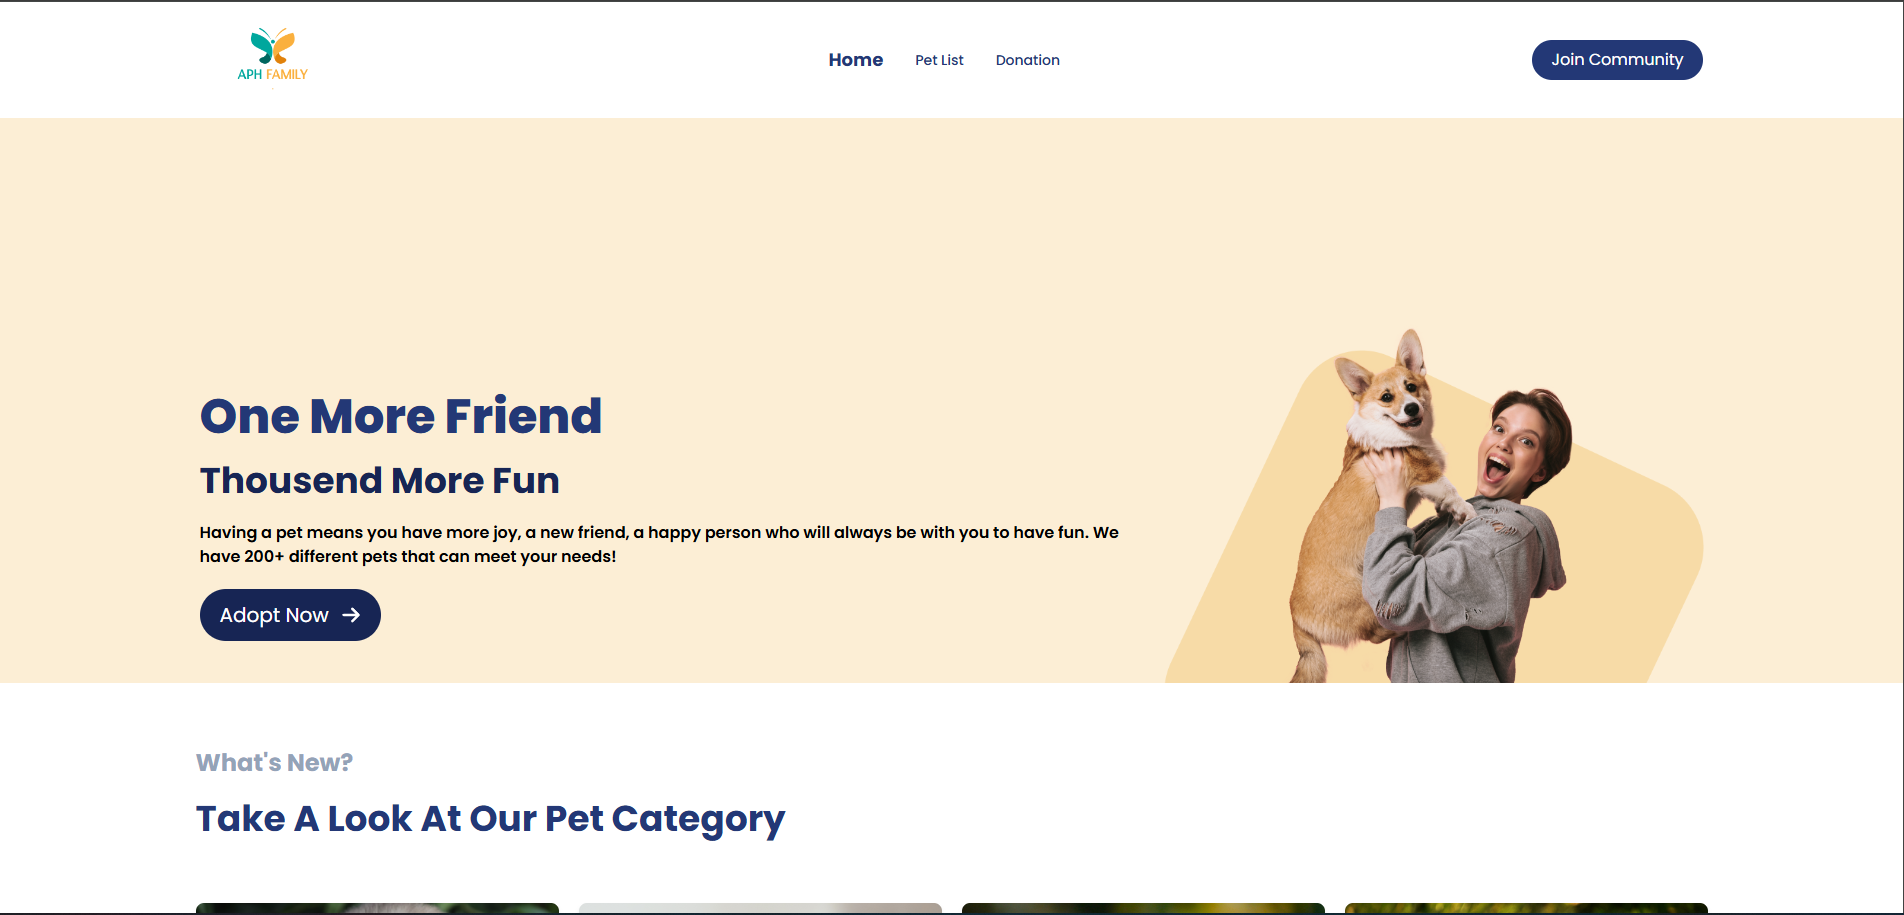 APH FAMILY
Home
Pet List
Donation
Join Community
One More Friend
Thousend More Fun
Having a pet means you have more joy, a new friend, a happy person who will always be with you to have fun. We
have 200+ different pets that can meet your needs!
Adopt Now
What's New?
Take A Look At Our Pet Category